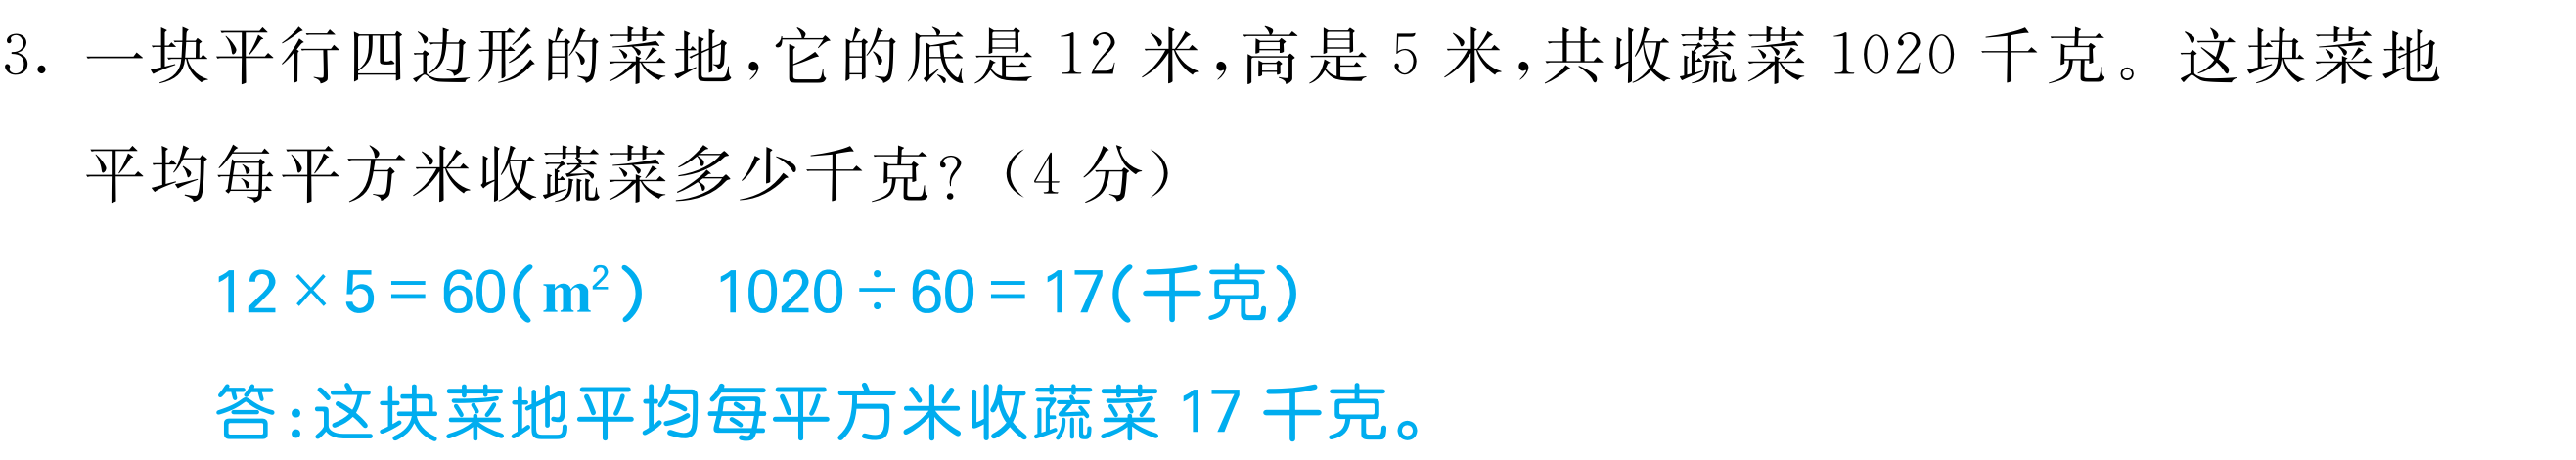 3. 一块平行四边形的菜地,它的底是 12 米,高是 5 米,共收蔬菜 1020 千克。这块菜地
平均每平方米收蔬菜多少千克?(4 分)
12×5=60(m²) 1020÷60=17(千克)
答:这块菜地平均每平方米收蔬菜 17 千克。